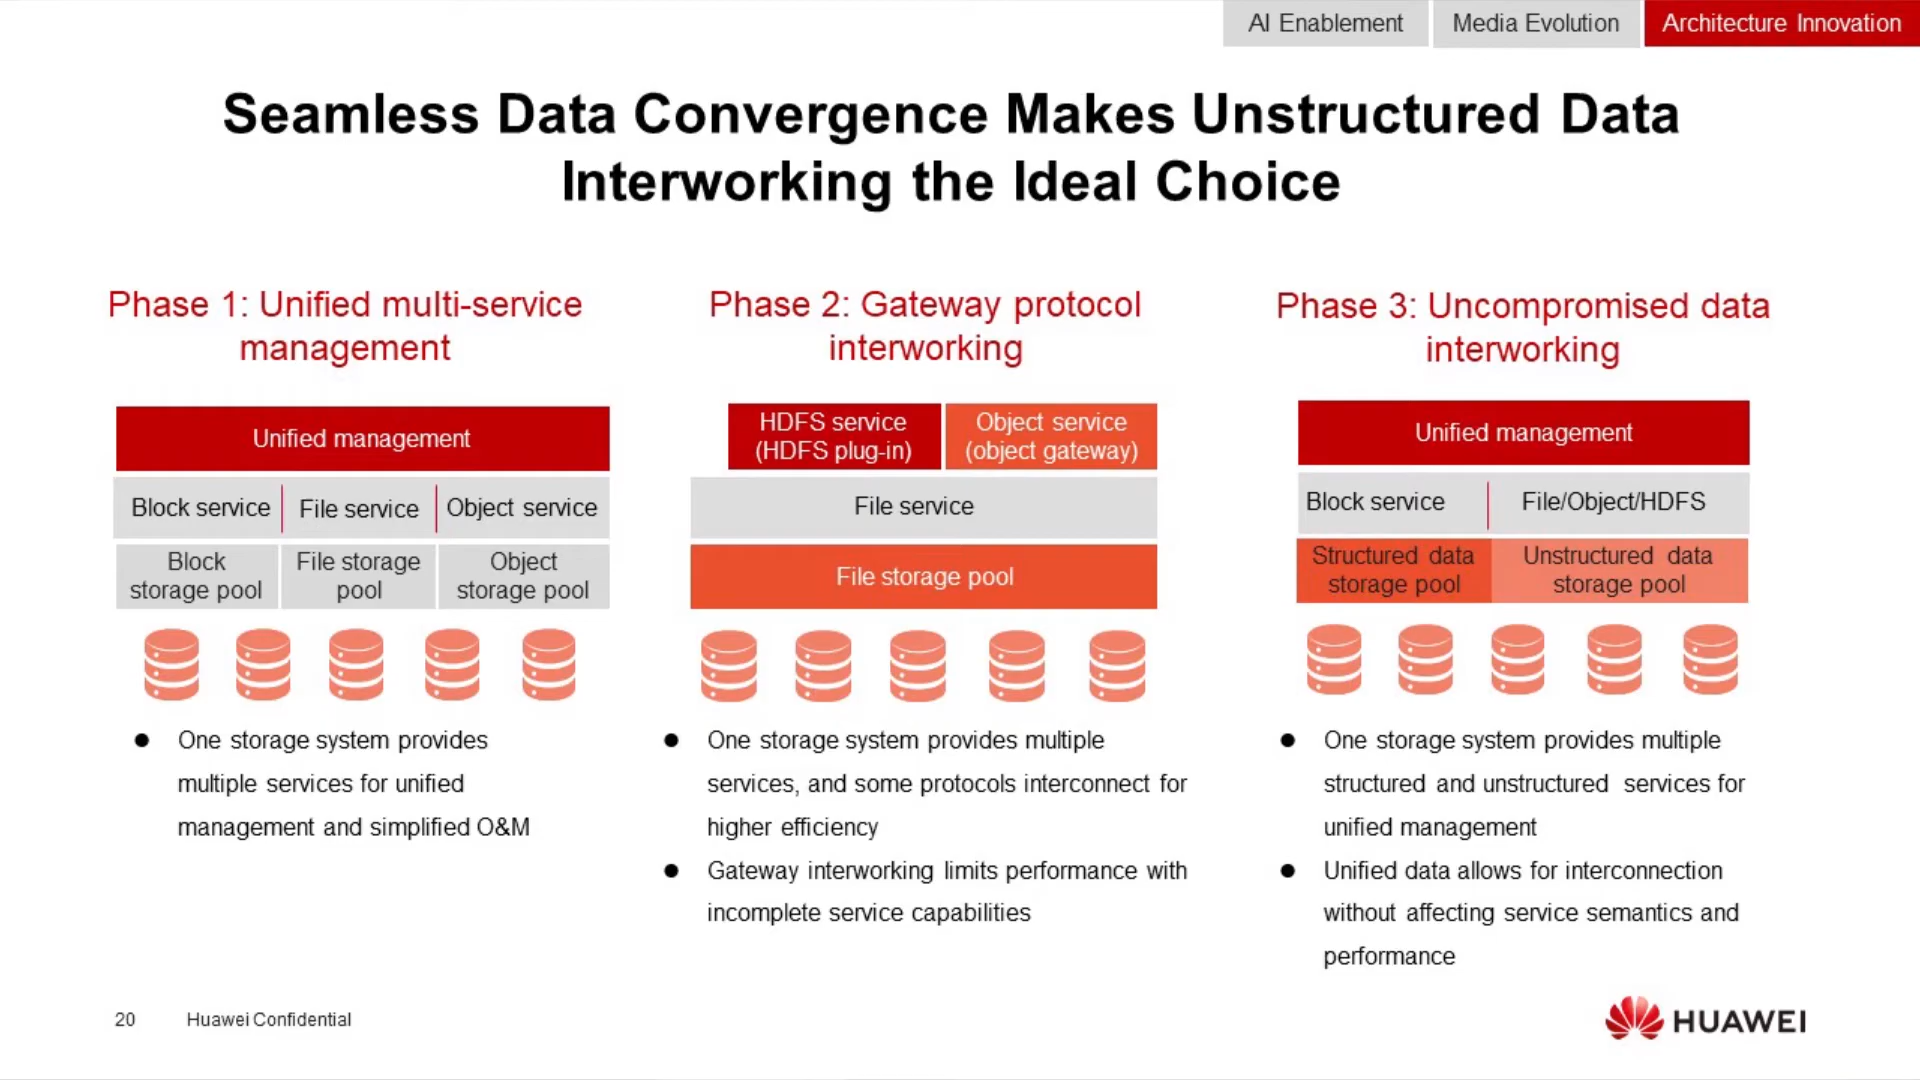 AI Enablement
Media Evolution
Architecture Innovation
Seamless Data Convergence Makes Unstructured Data
Interworking the Ideal Choice
Phase 1: Unified multi-service
management
Unified management
Block service
File service
Object service
Block
storage pool
File storage
pool
Object
storage pool
One storage system provides
multiple services for unified
management and simplified O&M
Phase 2: Gateway protocol
interworking
HDFS service
(HDFS plug-in)
Object service
(object gateway)
File service
File storage pool
One storage system provides multiple
services, and some protocols interconnect for
higher efficiency
Gateway interworking limits performance with
incomplete service capabilities
Phase 3: Uncompromised data
interworking
Unified management
Block service
File/Object/HDFS
Structured data
storage pool
Unstructured data
storage pool
One storage system provides multiple
structured and unstructured services for
unified management
Unified data allows for interconnection
without affecting service semantics and
performance
20
Huawei Confidential
HUAWEI